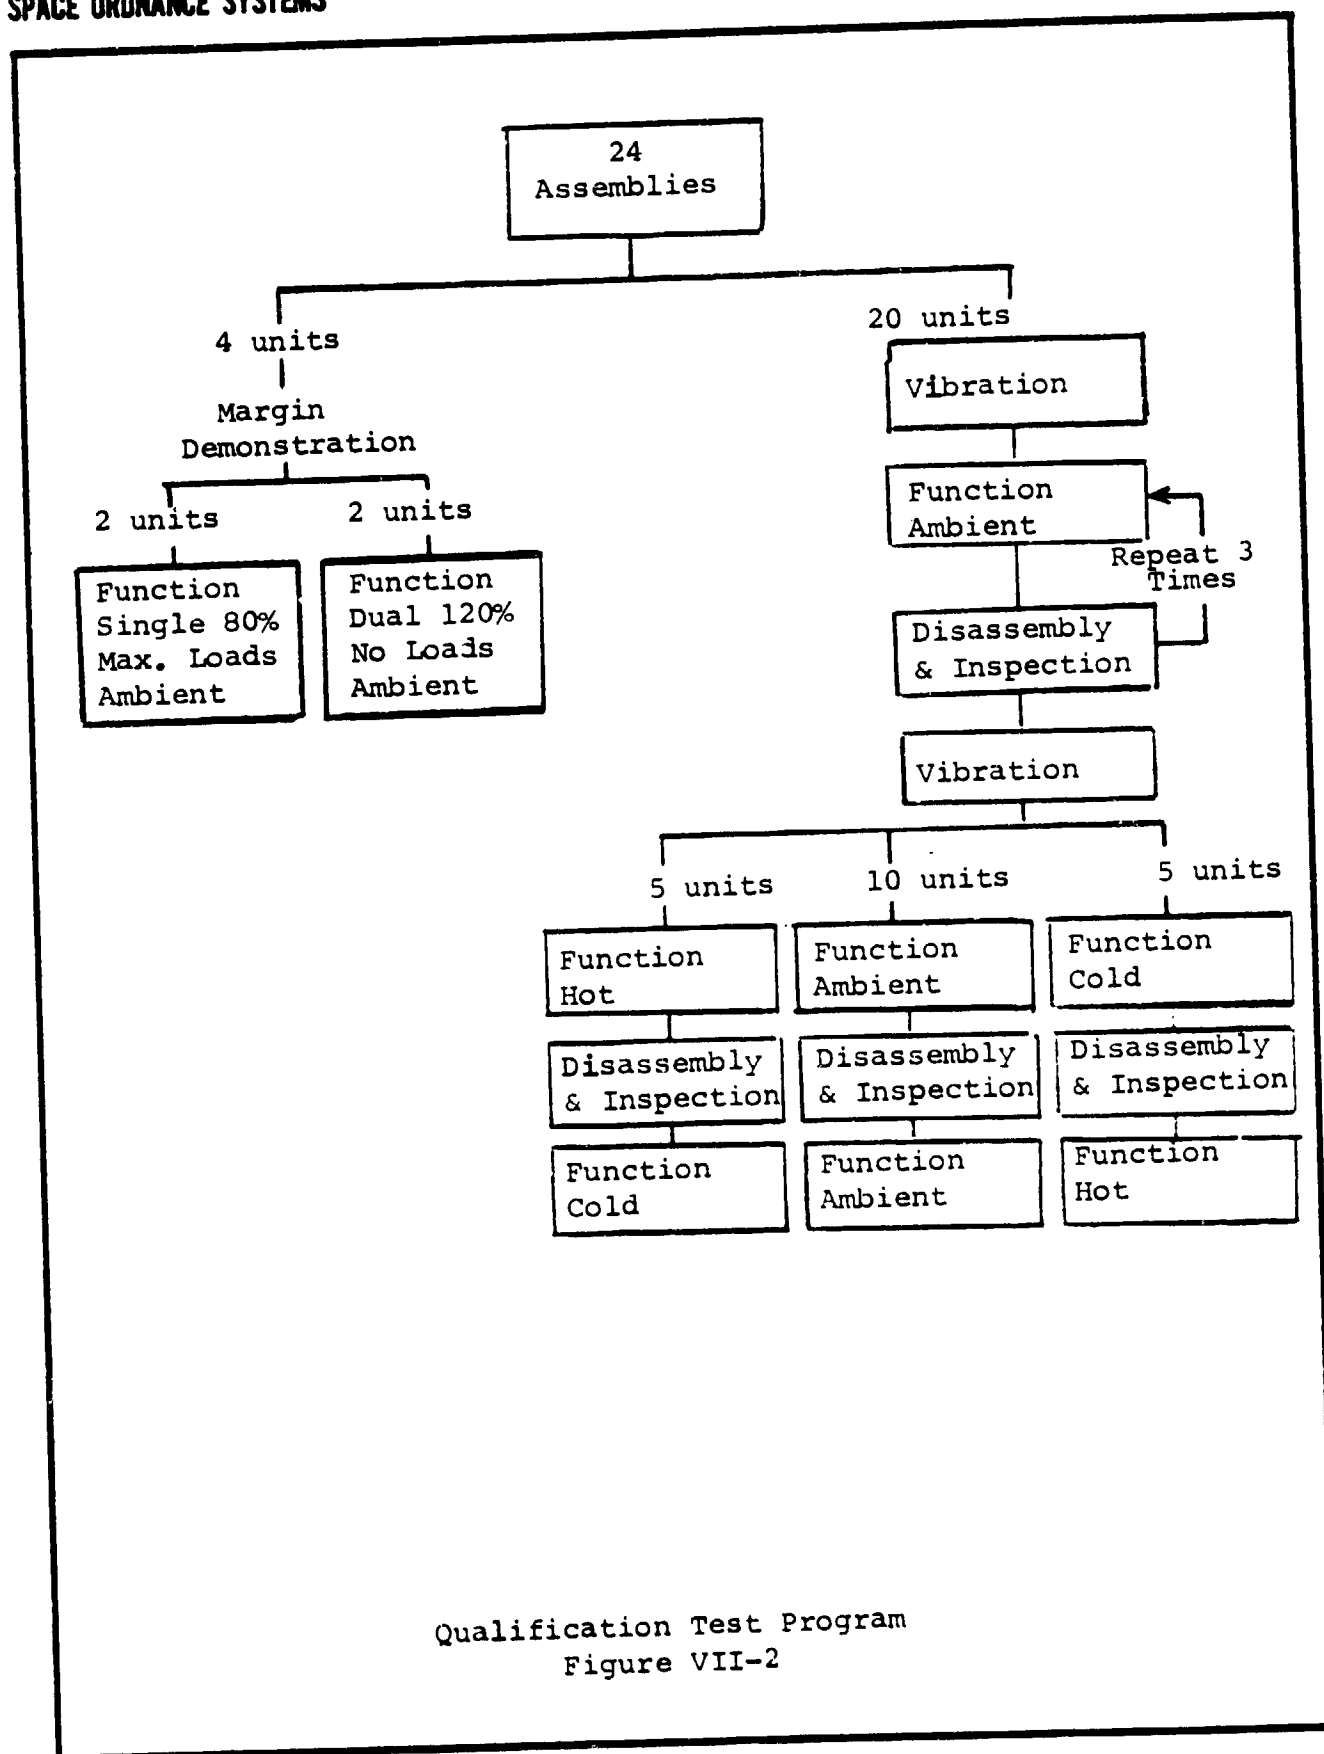 SPACE ORDNANCE SYSTEMS
24
Assemblies
4 units
20 units
Margin
Demonstration
2 units
2 units
Function
Single 80%
Max. Loads
Ambient
Function
Dual 120%
No Loads
Ambient
Vibration
Function
Ambient
Repeat 3
Times
Disassembly
& Inspection
Vibration
5 units
10 units
5 units
Function
Hot
Function
Ambient
Function
Cold
Disassembly
& Inspection
Disassembly
& Inspection
Disassembly
& Inspection
Function
Cold
Function
Ambient
Function
Hot
Qualification Test Program
Figure VII-2